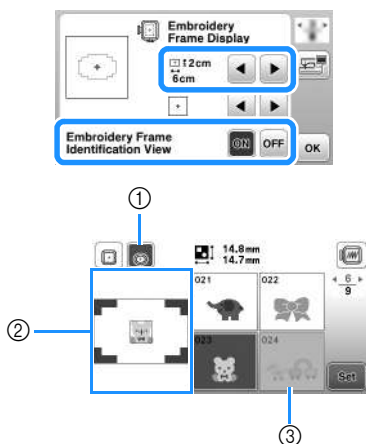 Embroidery
Frame Display
2cm
6cm
Embroidery Frame
Identification View
ON OFF OK
①
14.8mm
14.7mm
021 022
6
9
②
023 024
Set
③